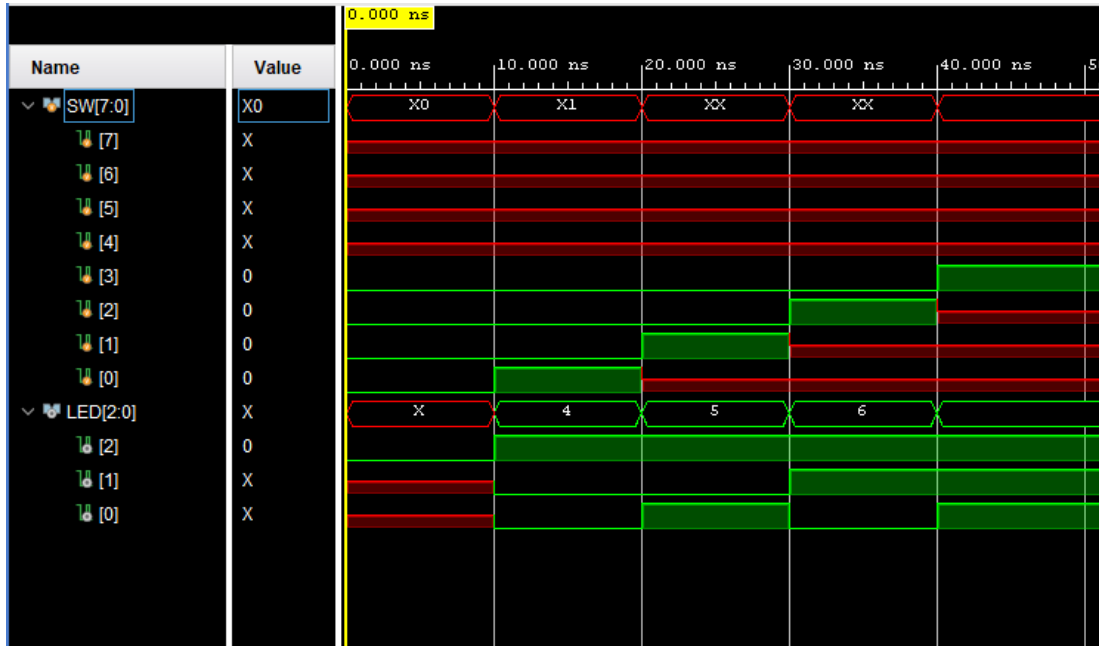 0.000 ns
Name Value 0.000 ns 10.000 ns 20.000 ns 30.000 ns 40.000 ns 5
SW[7:0] X0 X0 X1 XX XX
[7] X
[6] X
[5] X
[4] X
[3] 0
[2] 0
[1] 0
[0] 0
LED[2:0] X X 4 5 6
[2] 0
[1] X
[0] X